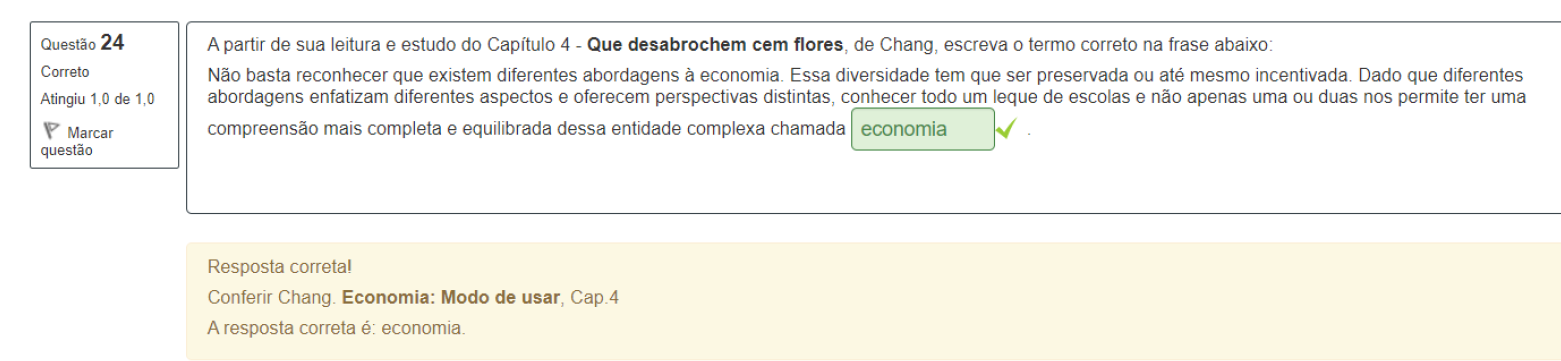 Questão 24
Correto
Atingiu 1,0 de 1,0
Marcar
questão
A partir de sua leitura e estudo do Capítulo 4 - Que desabrochem cem flores, de Chang, escreva o termo correto na frase abaixo:
Não basta reconhecer que existem diferentes abordagens à economia. Essa diversidade tem que ser preservada ou até mesmo incentivada. Dado que diferentes
abordagens enfatizam diferentes aspectos e oferecem perspectivas distintas, conhecer todo um leque de escolas e não apenas uma ou duas nos permite ter uma
compreensão mais completa e equilibrada dessa entidade complexa chamada economia .
Resposta correta!
Conferir Chang. Economia: Modo de usar, Cap.4
A resposta correta é: economia.